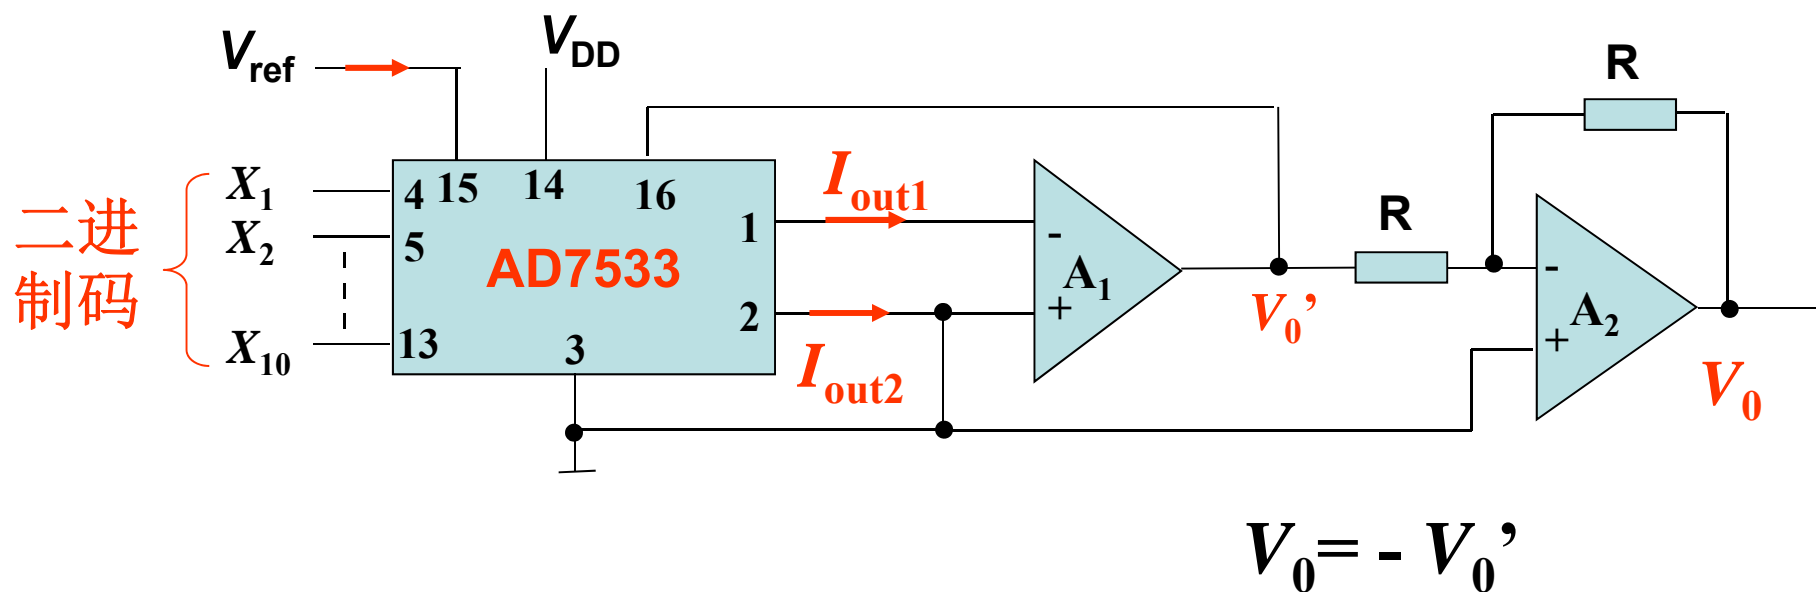 Vref
VDD
R
二进
制码
X1
X2
X10
4
15
14
16
5
13
3
1
2
AD7533
Iout1
Iout2
-
A1
+
V0’
R
-
A2
+
V0
V0= - V0’